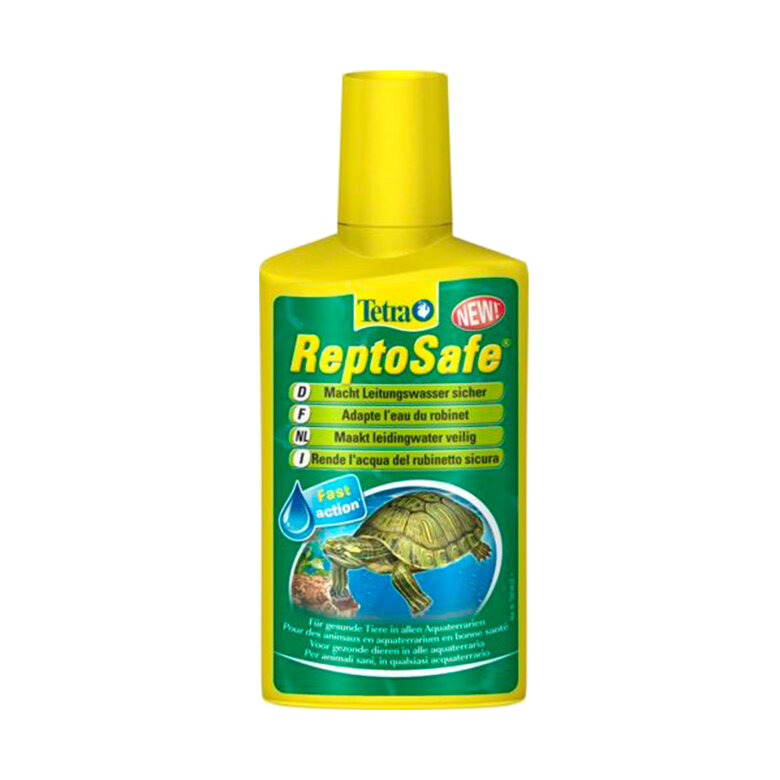 Tetra
NEW!
ReptoSafe®
D Macht Leitungswasser sicher
F Adapte l'eau du robinet
NL Maakt leidingwater veilig
I Rende l'acqua del rubinetto sicura
Fast
action
Für gesunde Tiere in allen Aquaterrarien
Pour des animaux en aquaterrarium en bonne santé
Voor gezonde dieren in alle aquaterraria
Per animali sani, in qualsiasi acquaterrario